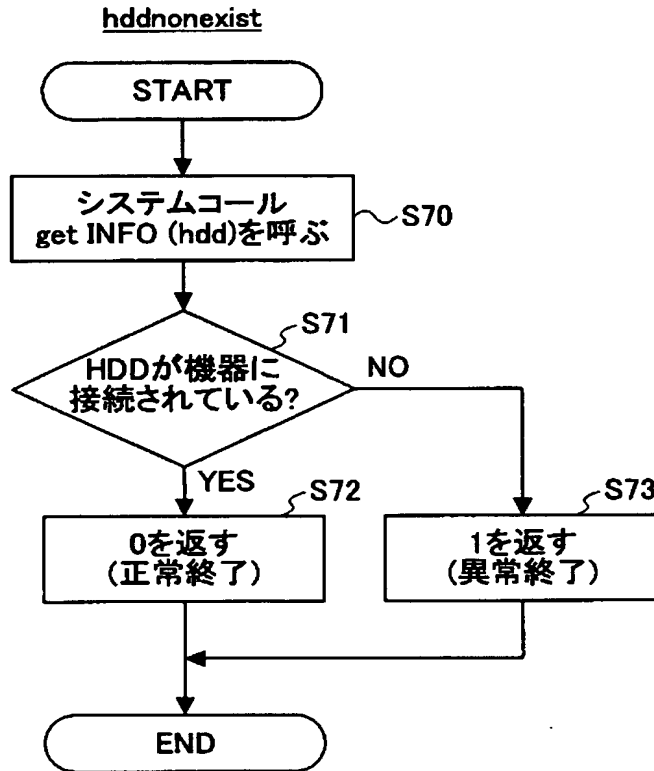 hddnonexist
START
システムコール
get INFO (hdd)を呼ぶ
S70
S71
HDDが機器に
接続されている?
NO
YES
S72
0を返す
(正常終了)
S73
1を返す
(異常終了)
END